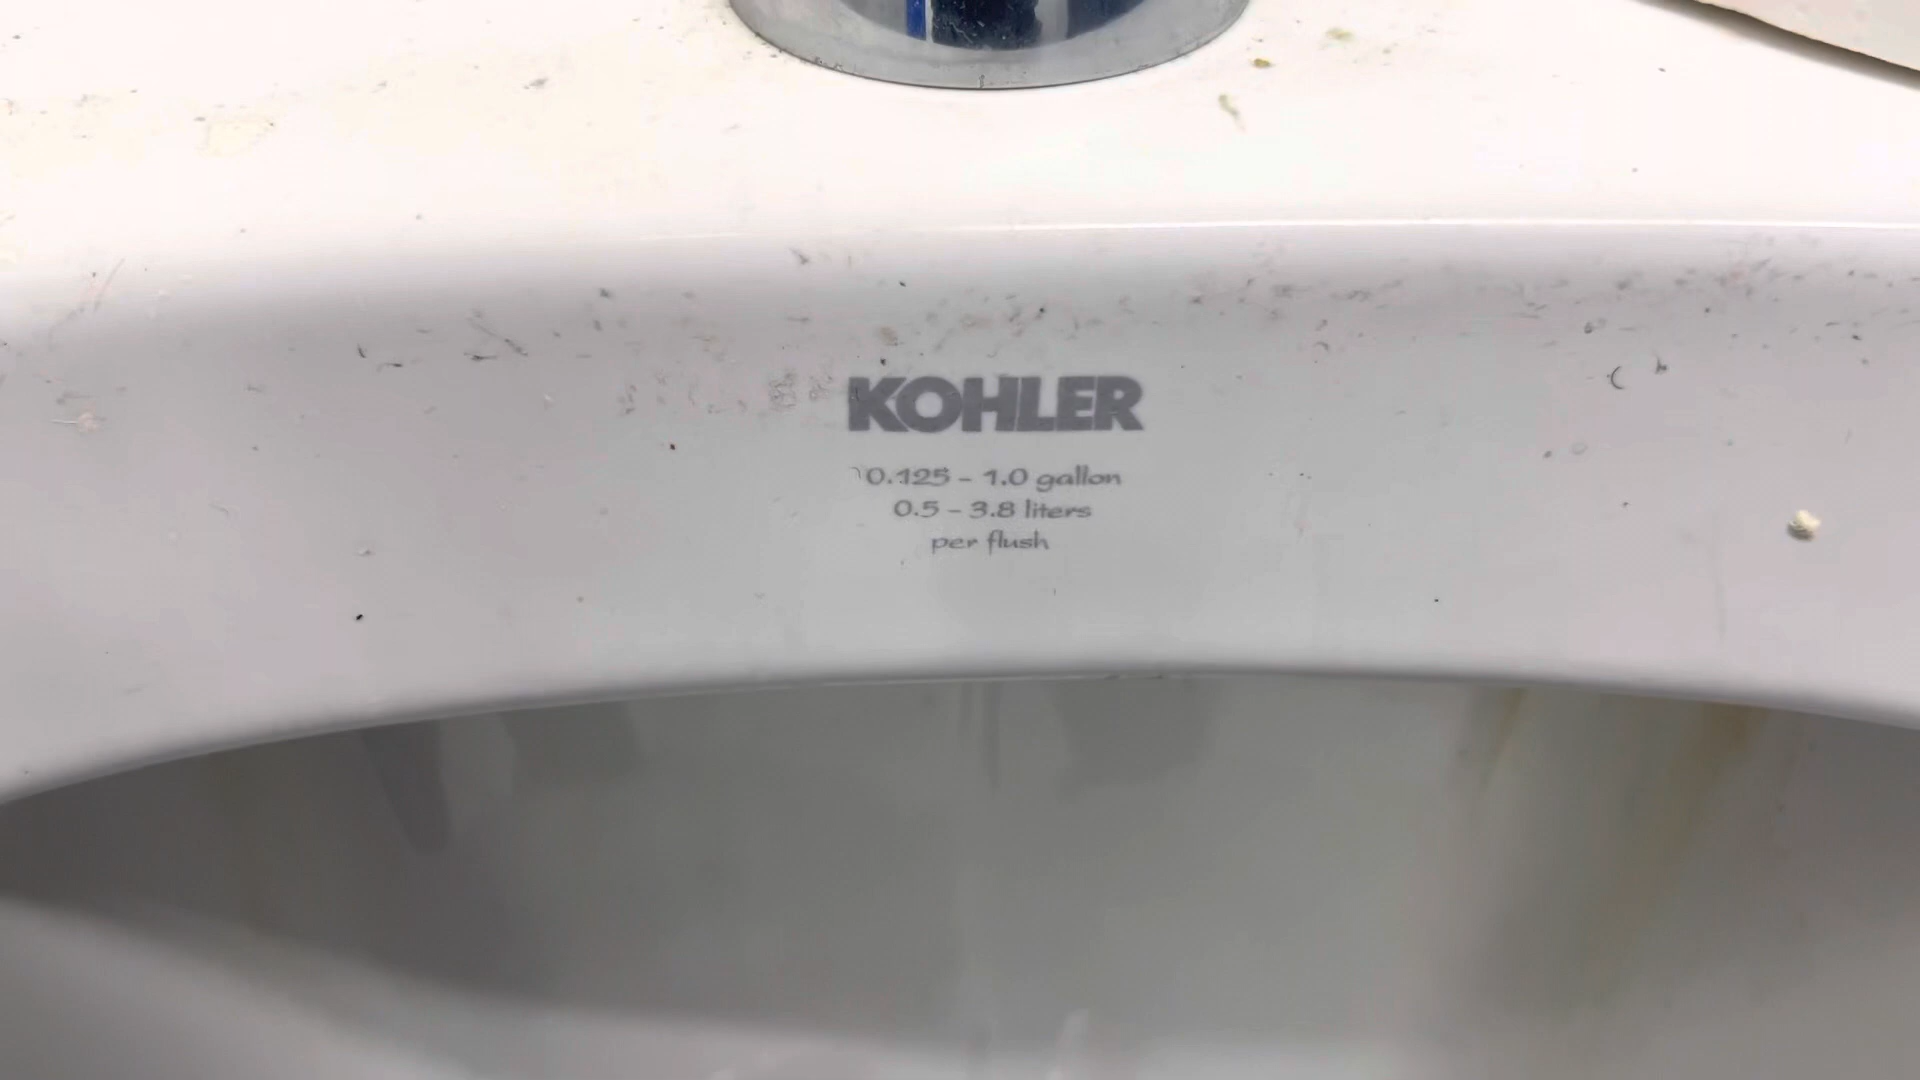 KOHLER
0.125 – 1.0 gallon
0.5 – 3.8 liters
per flush